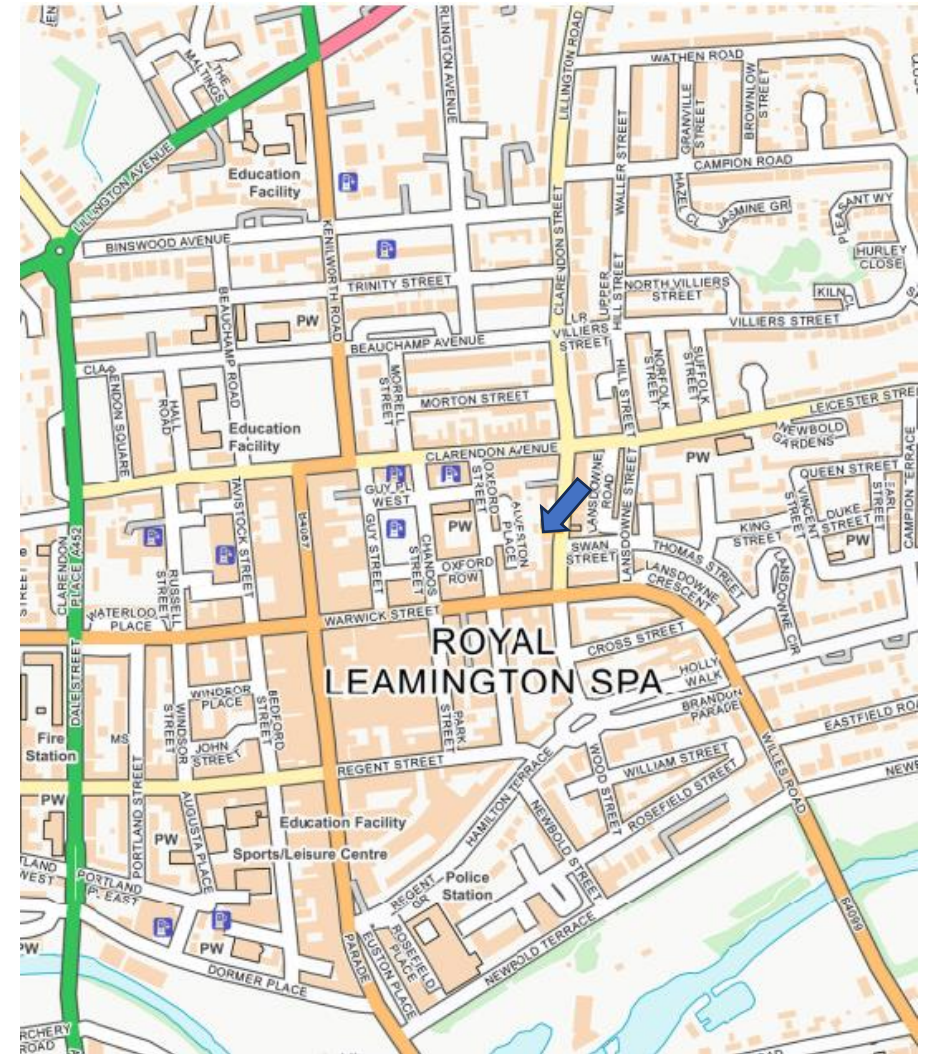 THE
MALTINGS
LILLINGTON ROAD
WATHEN ROAD
GRANVILLE
STREET
BROWNLOW
STREET
LILLINGTON AVENUE
Education
Facility
WALLER STREET
CAMPION ROAD
HAZEL CL
JASMINE GR
HURLEY
CLOSE
BINSWOOD AVENUE
KENILWORTH ROAD
CLARENDON STREET
TRINITY STREET
UPPER
HILL STREET
NORTH VILLIERS
STREET
KILN CL
BEAUCHAMP ROAD
PW
LR
VILLIERS
STREET
VILLIERS STREET
BEAUCHAMP AVENUE
HALL
ROAD
MORRELL
STREET
HILL STREET
NORFOLK
STREET
SUFFOLK
STREET
MORTON STREET
Education
Facility
NEWBOLD
GARDENS
CLARENDON AVENUE
PW
QUEEN STREET
TAVISTOCK STREET
GUY PL
WEST
OXFORD
STREET
LANSDOWNE
ROAD
LANSDOWNE STREET
VINCENT
STREET
EARL
STREET
CAMPION TERRACE
B4087
GUY STREET
PW
ALVESTON
PLACE
KING
STREET
DUKE
STREET
PW
CLARENDON
PLACE A452
RUSSELL
STREET
CHANDOS
STREET
OXFORD
ROW
SWAN
STREET
THOMAS STREET
LANSDOWNE
CRESCENT
LANSDOWNE CIR
WATERLOO
PLACE
WARWICK STREET
ROYAL
LEAMINGTON SPA
CROSS STREET
HOLLY
WALK
BRANDON
PARADE
DALE STREET
WINDSOR
PLACE
WINDSOR
STREET
BEDFORD
STREET
PARK
STREET
Fire
Station
MS
JOHN
STREET
WILLES ROAD
REGENT STREET
HAMILTON TERRACE
WOOD STREET
WILLIAM STREET
ROSEFIELD STREET
PW
PORTLAND STREET
AUGUSTA PLACE
Education Facility
NEWBOLD STREET
PW
Sports/Leisure Centre
PORTLAND
PL EAST
REGENT
GR
Police
Station
PW
PW
PARADE
EUSTON PLACE
ROSEFIELD
PLACE
NEWBOLD TERRACE
B4099
DORMER PLACE